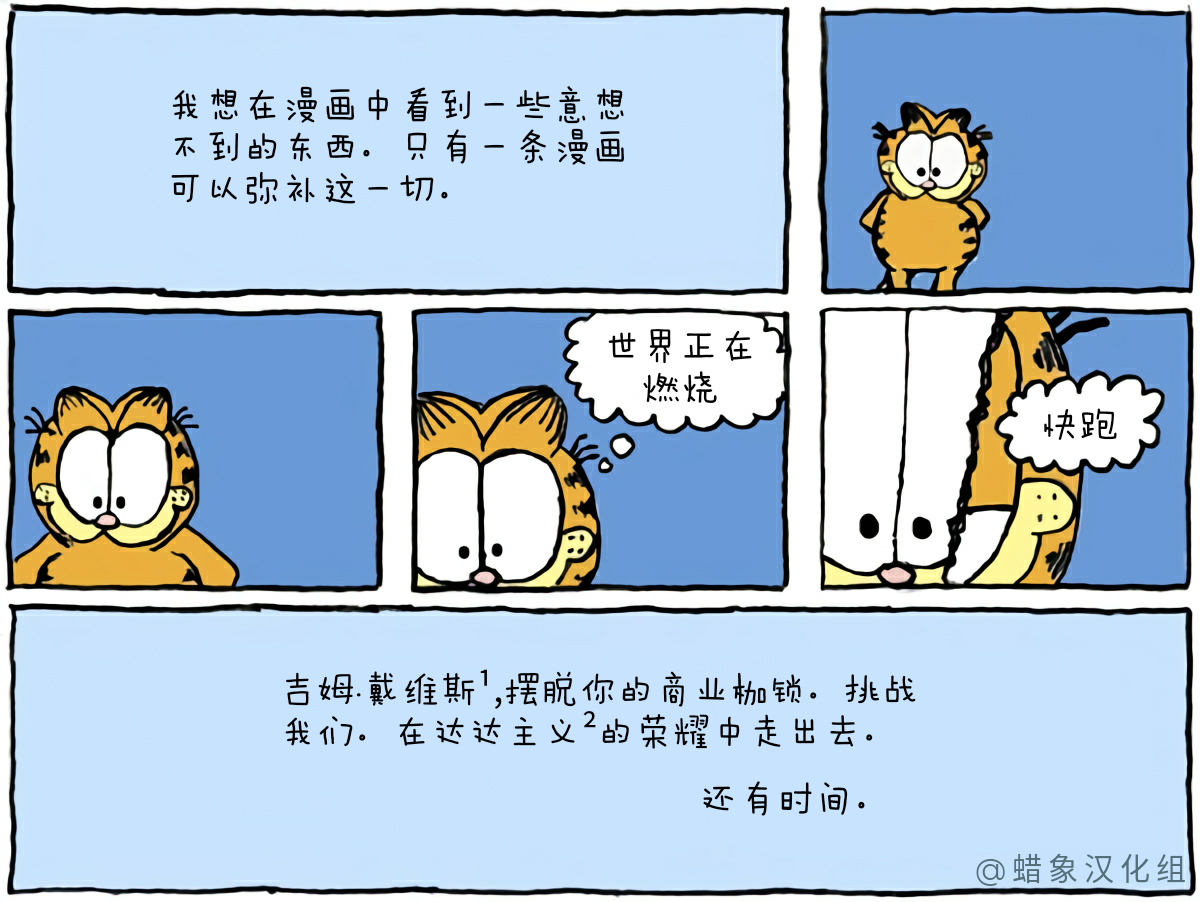 我想在漫画中看到一些意想
不到的东西。只有一条漫画
可以弥补这一切。
世界正在
燃烧
快跑
吉姆·戴维斯¹,摆脱你的商业枷锁。挑战
我们。在达达主义²的荣耀中走出去。
还有时间。
@蜡象汉化组